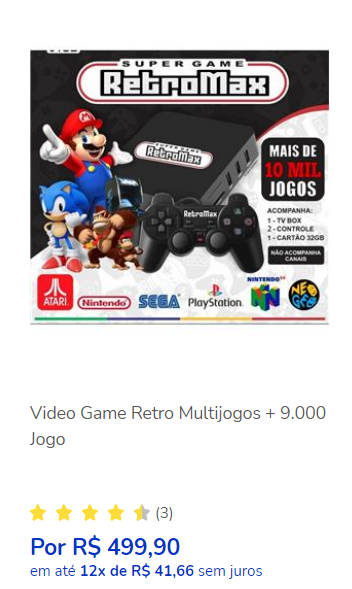 SUPER GAME
RetroMax
RetroMax
MAIS DE
10 MIL
JOGOS
RetroMax
ACOMPANHA:
1 - TV BOX
2 - CONTROLE
1 - CARTÃO 32GB
NÃO ACOMPANHA
CANAIS
ATARI
Nintendo
SEGA
PlayStation
NINTENDO64
N
NEO
GEO
Video Game Retro Multijogos + 9.000
Jogo
(3)
Por R$ 499,90
em até 12x de R$ 41,66 sem juros